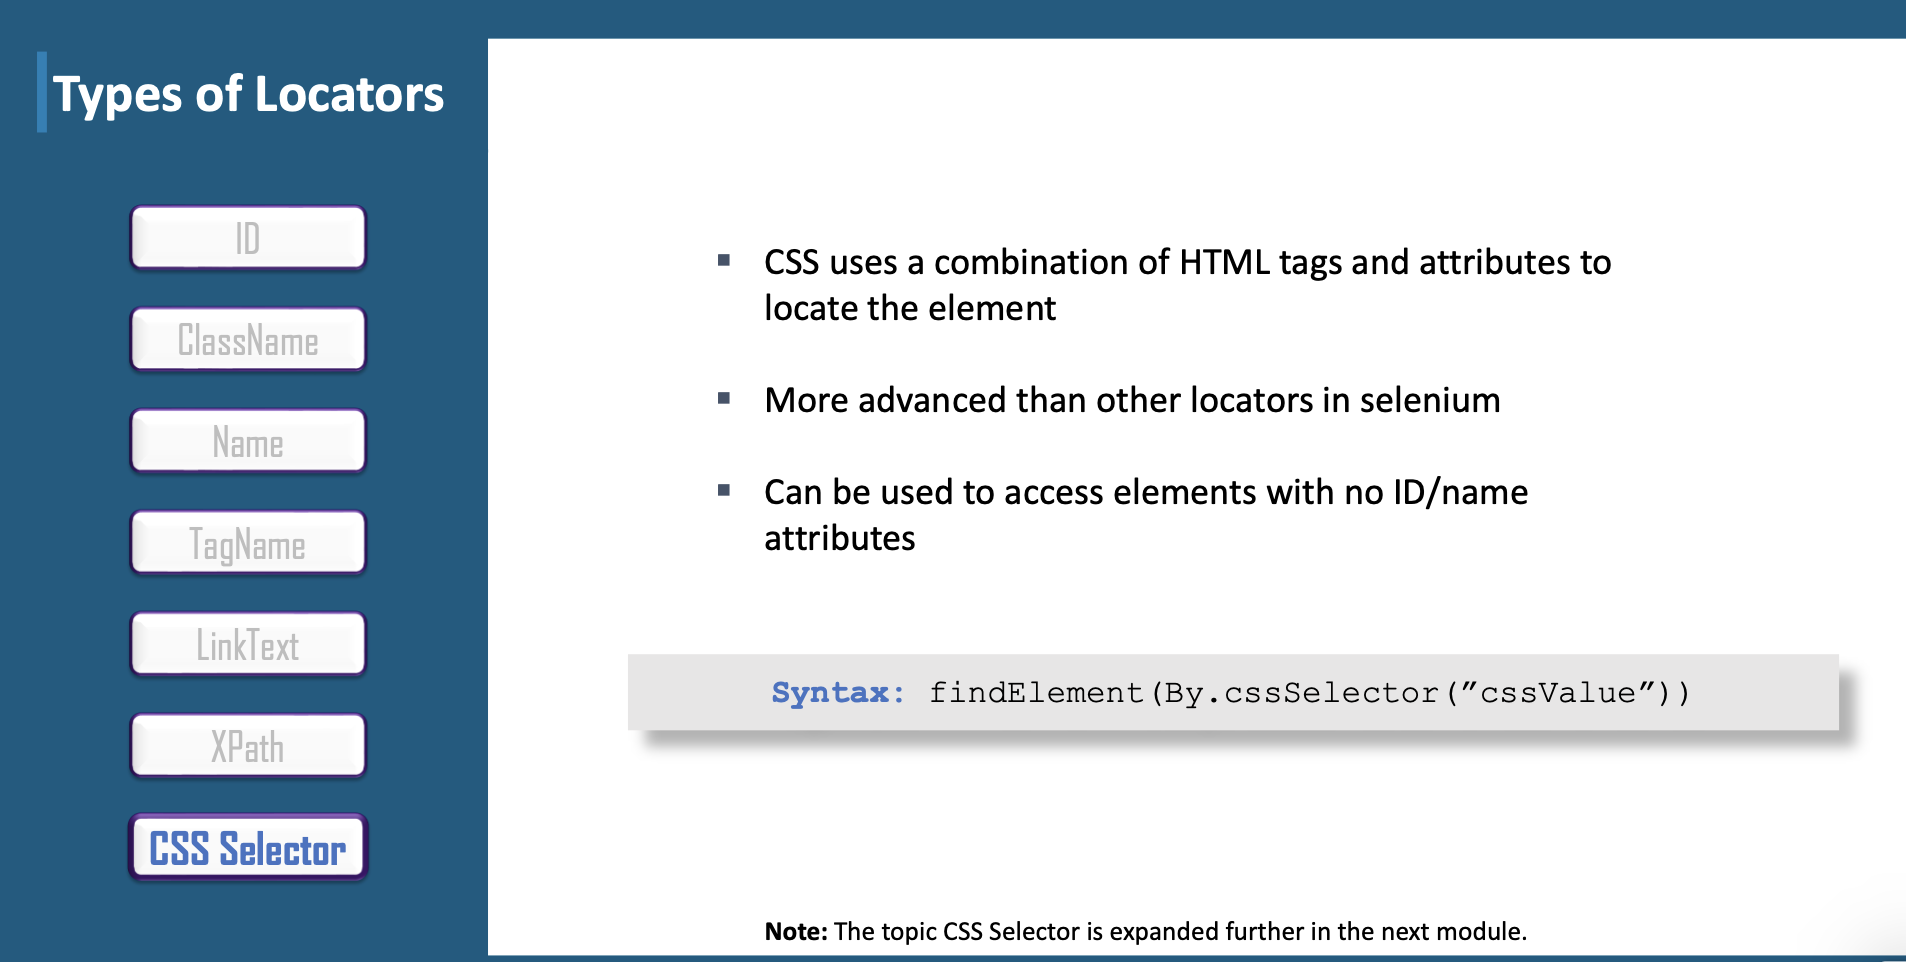 Types of Locators
ID
ClassName
Name
TagName
LinkText
XPath
CSS Selector
▪ CSS uses a combination of HTML tags and attributes to
locate the element
▪ More advanced than other locators in selenium
▪ Can be used to access elements with no ID/name
attributes
Syntax: findElement(By.cssSelector(”cssValue”))
Note: The topic CSS Selector is expanded further in the next module.